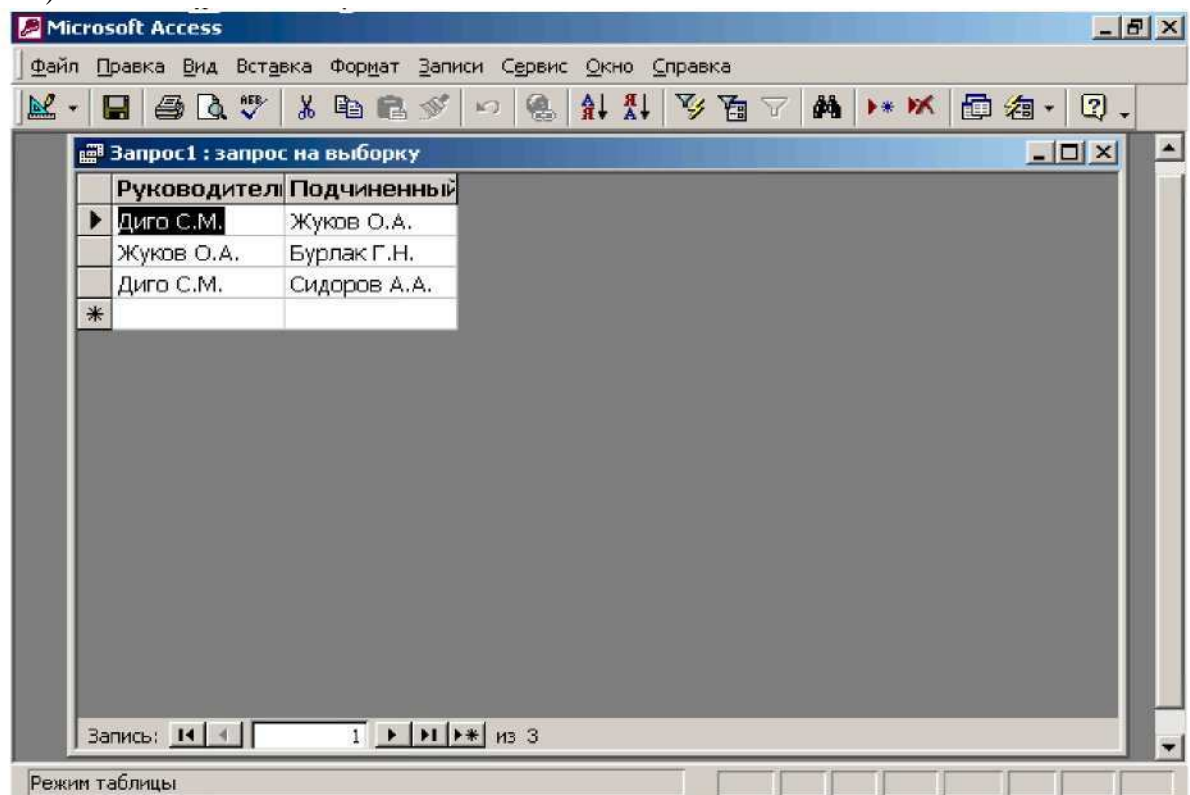 Microsoft Access
Файл Правка Вид Вставка Формат Записи Сервис Окно Справка
Запрос1 : запрос на выборку
Руководител Подчиненный
Диго С.М. Жуков О.А.
Жуков О.А. Бурлак Г.Н.
Диго С.М. Сидоров А.А.
Запись: 1 из 3
Режим таблицы